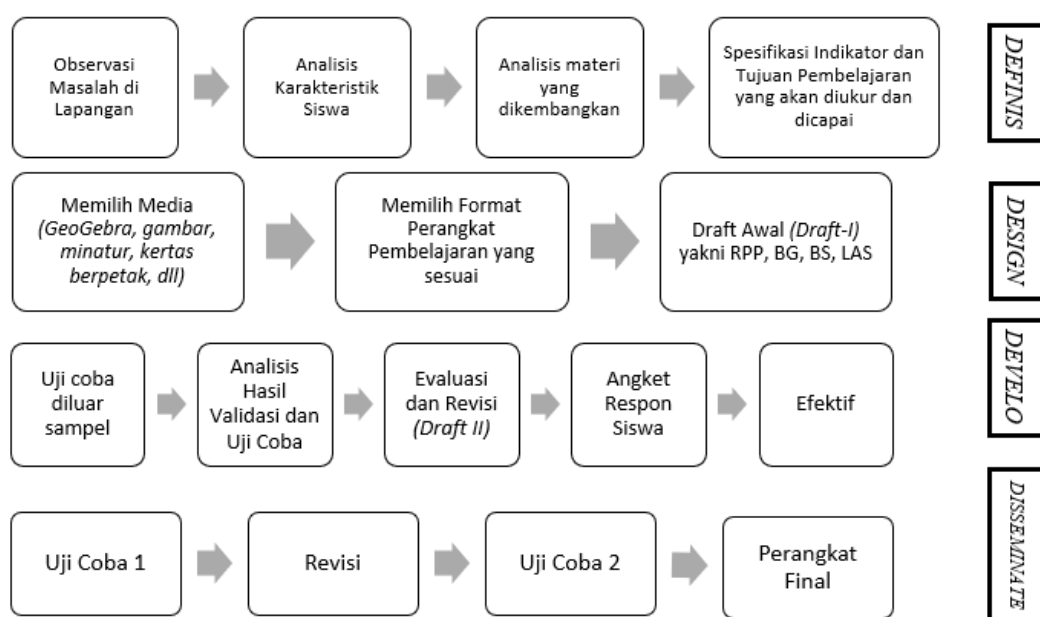 Observasi
Masalah di
Lapangan
Analisis
Karakteristik
Siswa
Analisis materi
yang
dikembangkan
Spesifikasi Indikator dan
Tujuan Pembelajaran
yang akan diukur dan
dicapai
DEFINIS
Memilih Media
(GeoGebra, gambar,
minatur, kertas
berpetak, dll)
Memilih Format
Perangkat
Pembelajaran yang
sesuai
Draft Awal (Draft-I)
yakni RPP, BG, BS, LAS
DESIGN
Uji coba
diluar
sampel
Analisis
Hasil
Validasi dan
Uji Coba
Evaluasi
dan Revisi
(Draft II)
Angket
Respon
Siswa
Efektif
DEVELO
Uji Coba 1
Revisi
Uji Coba 2
Perangkat
Final
DISSEMINATE